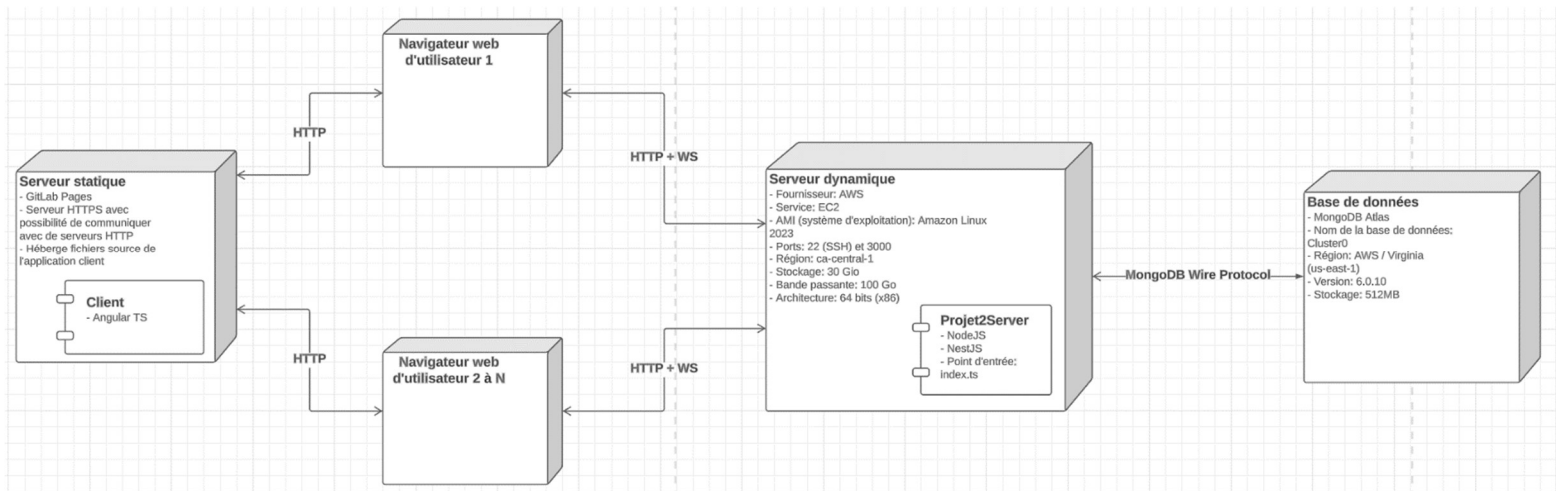 Navigateur web
d'utilisateur 1
HTTP
HTTP + WS
Serveur statique
- GitLab Pages
- Serveur HTTPS avec
possibilité de communiquer
avec de serveurs HTTP
- Héberge fichiers source de
l'application client
Client
- Angular TS
HTTP
Navigateur web
d'utilisateur 2 à N
HTTP + WS
Serveur dynamique
- Fournisseur: AWS
- Service: EC2
- AMI (système d'exploitation): Amazon Linux
2023
- Ports: 22 (SSH) et 3000
- Région: ca-central-1
- Stockage: 30 Gio
- Bande passante: 100 Go
- Architecture: 64 bits (x86)
Projet2Server
- NodeJS
- NestJS
- Point d'entrée:
index.ts
MongoDB Wire Protocol
Base de données
- MongoDB Atlas
- Nom de la base de données:
Cluster0
- Région: AWS / Virginia
(us-east-1)
- Version: 6.0.10
- Stockage: 512MB